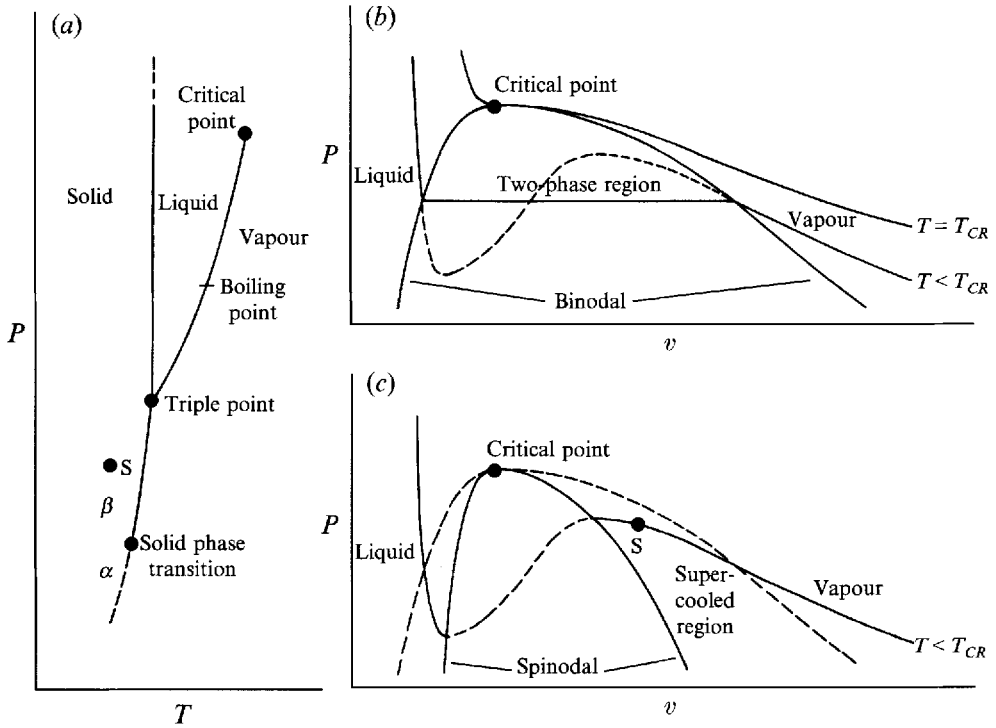 (a)
Critical
point
Solid
Liquid
Vapour
Boiling
point
P
Triple point
S
β
Solid phase
transition
α
T
(b)
Critical point
P
Liquid
Two-phase region
Vapour
T = T_CR
T < T_CR
Binodal
v
(c)
Critical point
P
Liquid
S
Super-
cooled
region
Vapour
T < T_CR
Spinodal
v